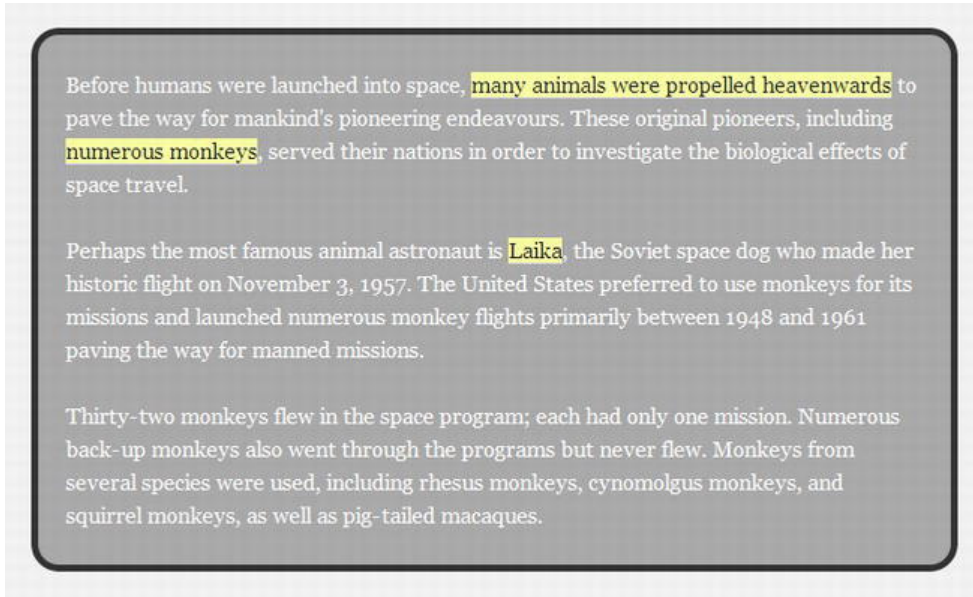 Before humans were launched into space, many animals were propelled heavenwards to
pave the way for mankind's pioneering endeavours. These original pioneers, including
numerous monkeys, served their nations in order to investigate the biological effects of
space travel.
Perhaps the most famous animal astronaut is Laika, the Soviet space dog who made her
historic flight on November 3, 1957. The United States preferred to use monkeys for its
missions and launched numerous monkey flights primarily between 1948 and 1961
paving the way for manned missions.
Thirty-two monkeys flew in the space program; each had only one mission. Numerous
back-up monkeys also went through the programs but never flew. Monkeys from
several species were used, including rhesus monkeys, cynomolgus monkeys, and
squirrel monkeys, as well as pig-tailed macaques.